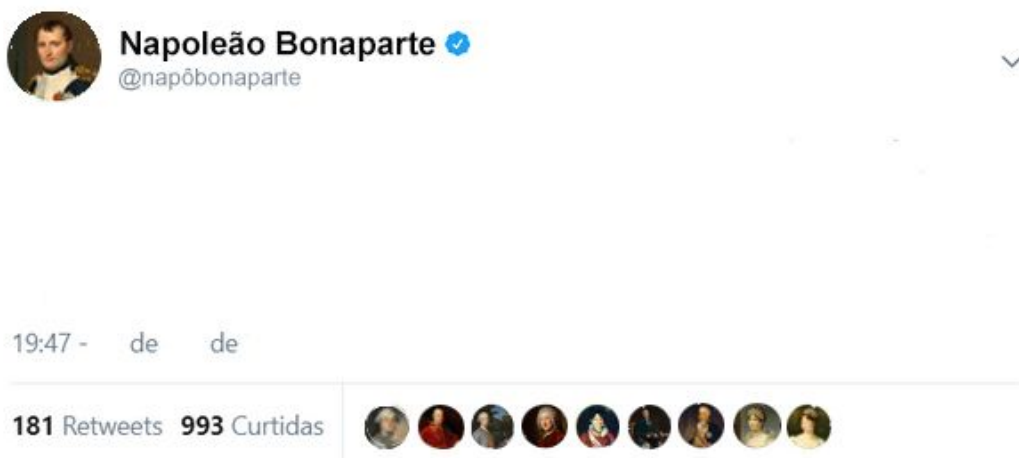 Napoleão Bonaparte
@napôbonaparte
19:47 - de de
181 Retweets 993 Curtidas